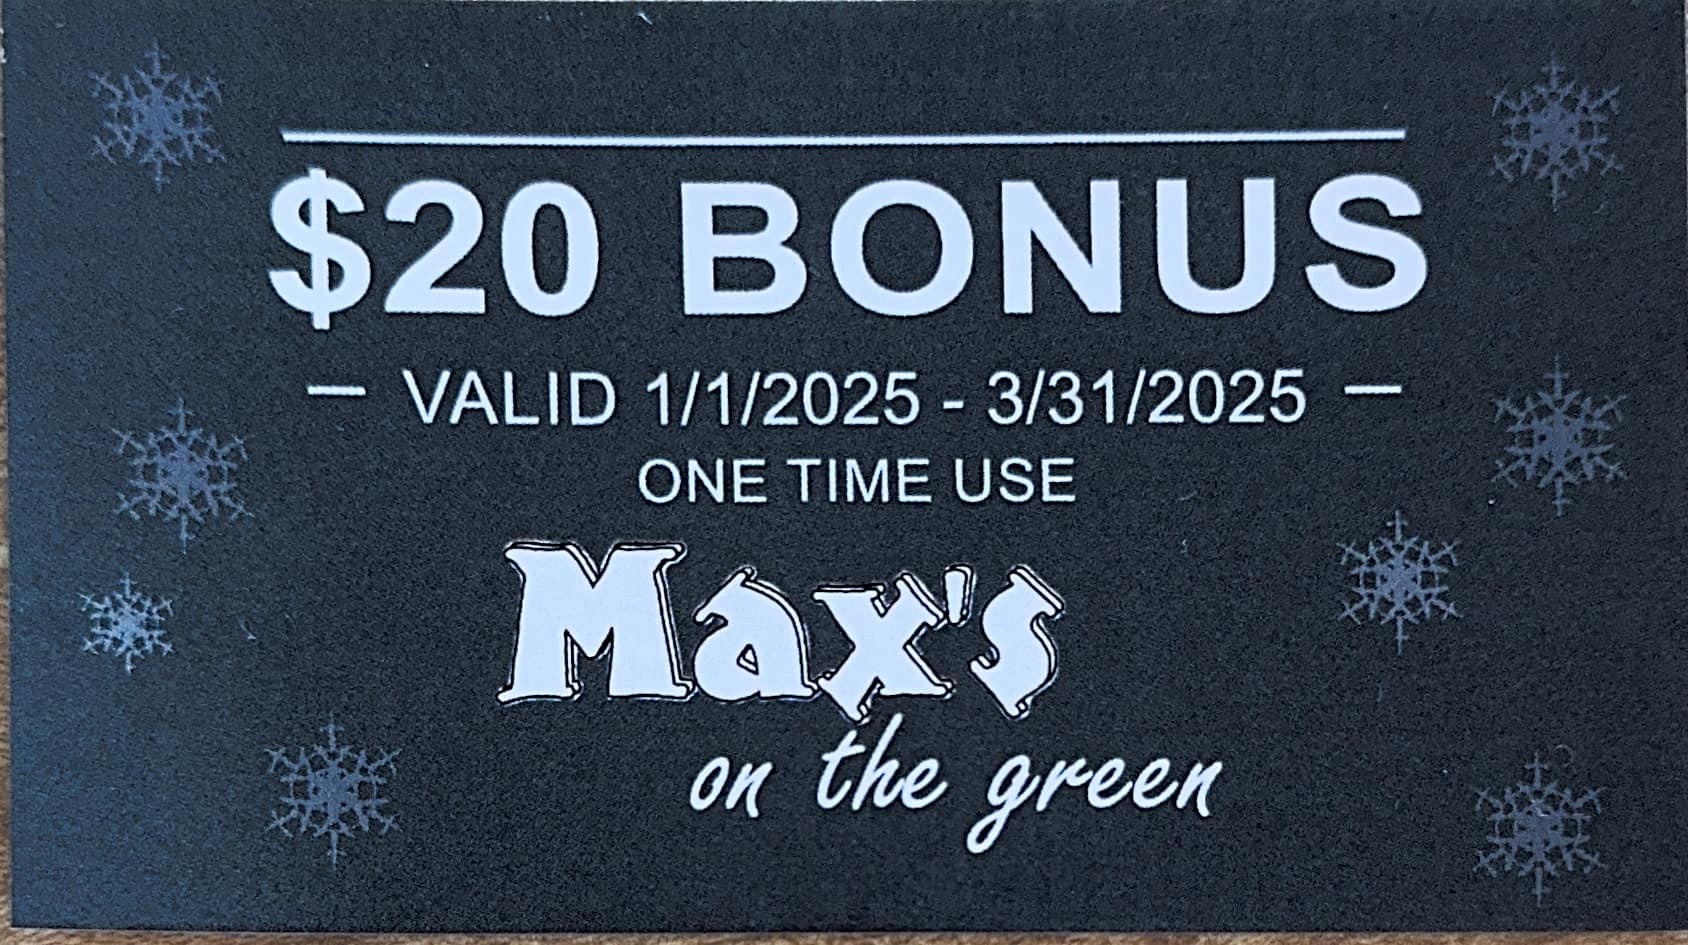 $20 BONUS
— VALID 1/1/2025 - 3/31/2025 —
ONE TIME USE
Max's
on the green